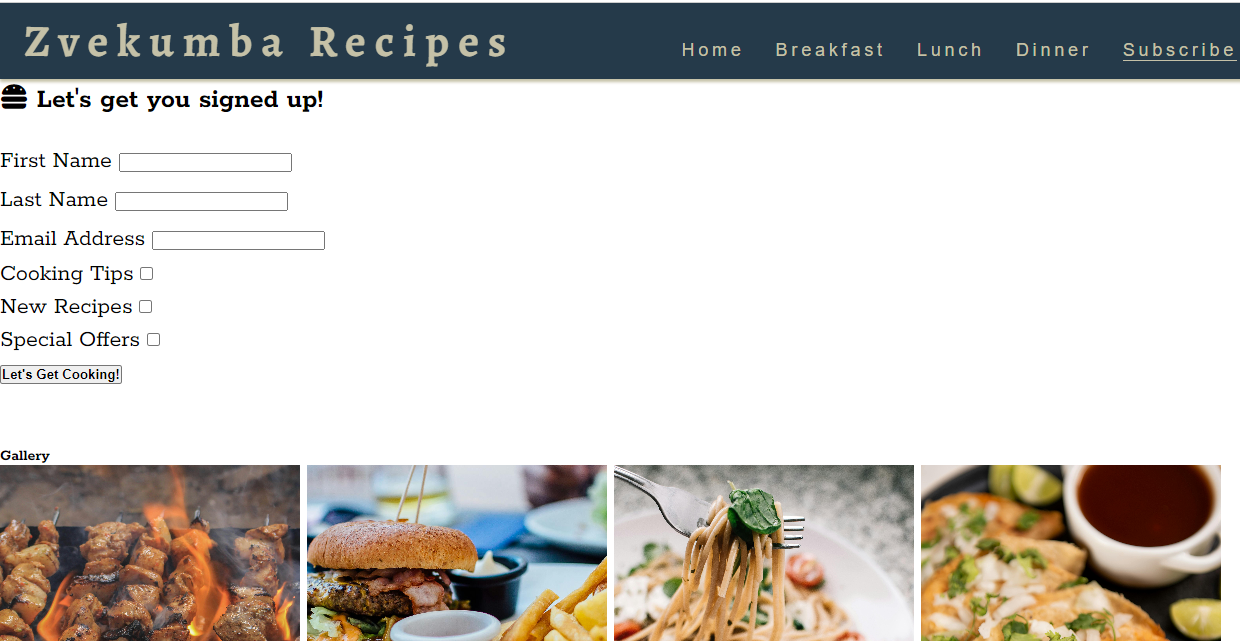 Zvekumba Recipes
Home Breakfast Lunch Dinner Subscribe
Let's get you signed up!
First Name
Last Name
Email Address
Cooking Tips
New Recipes
Special Offers
Let's Get Cooking!
Gallery